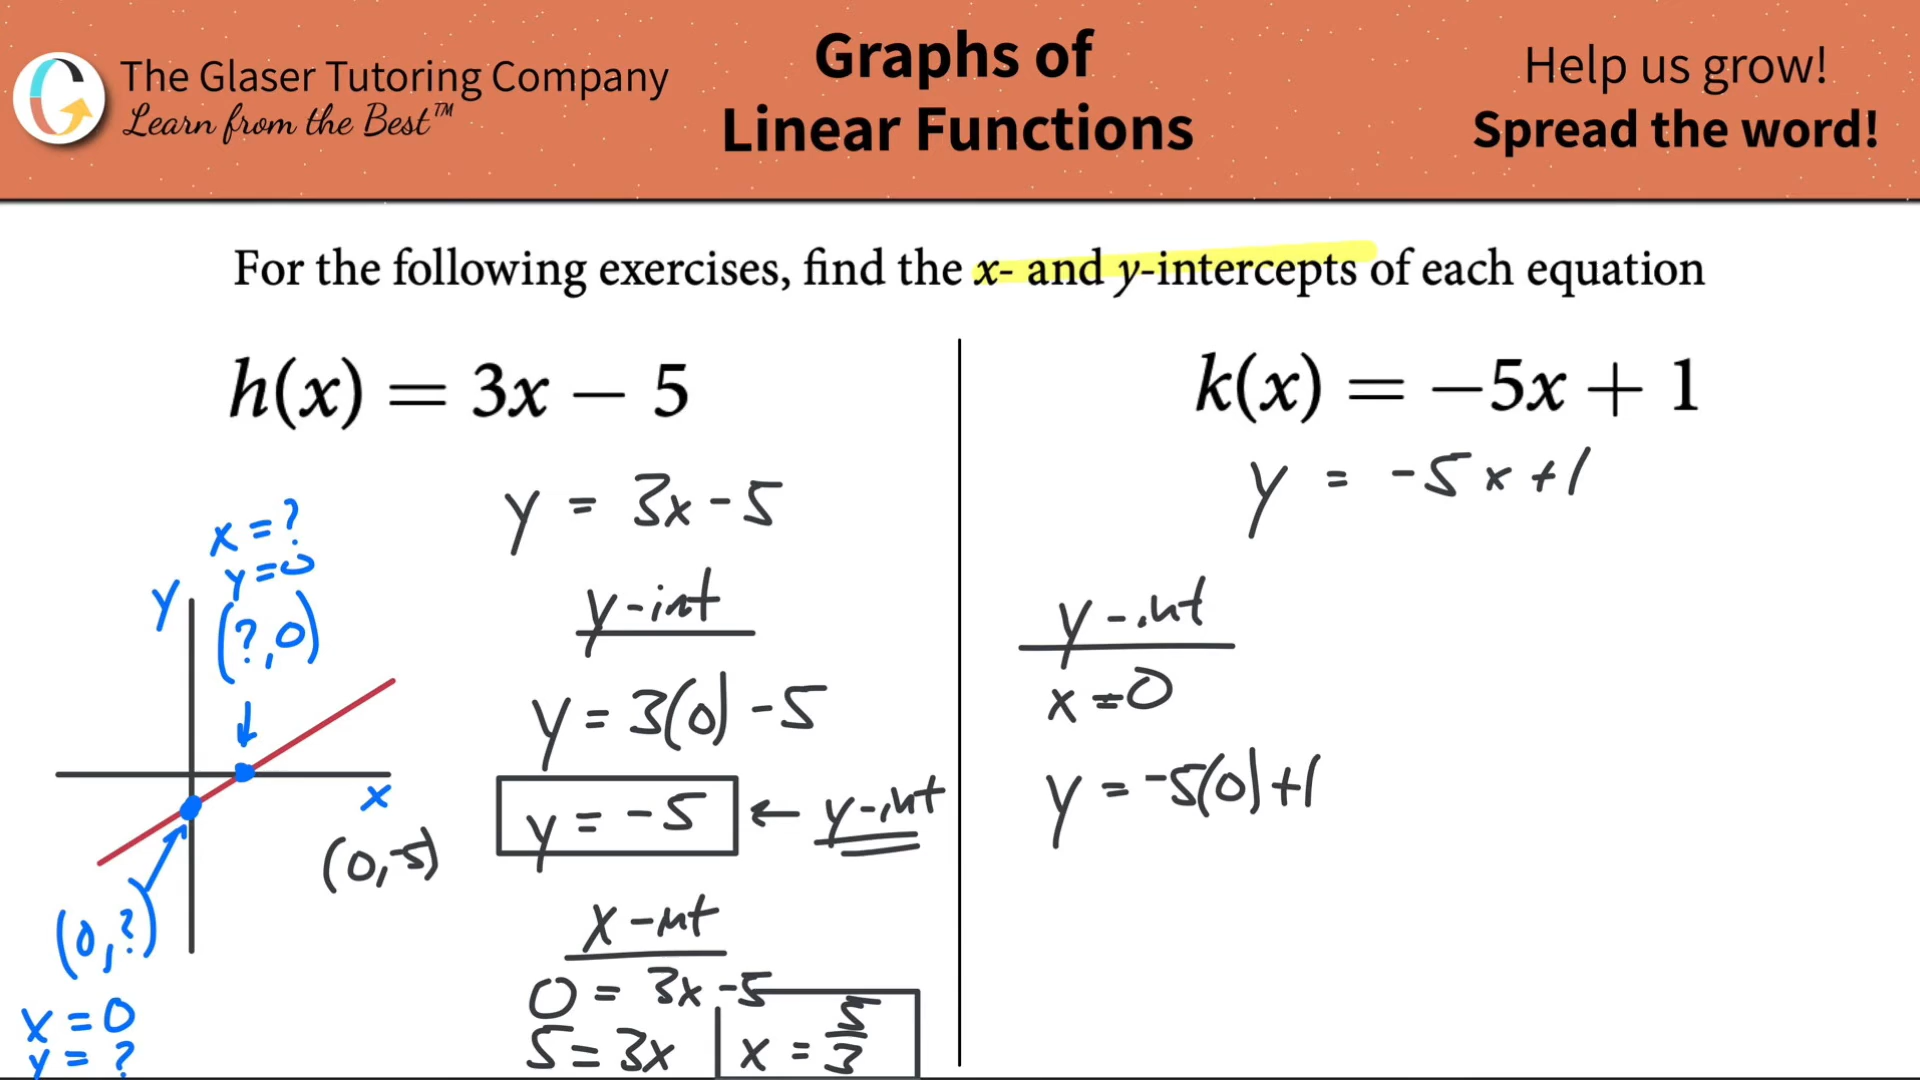 The Glaser Tutoring Company
Learn from the Best™
Graphs of
Linear Functions
Help us grow!
Spread the word!
For the following exercises, find the x- and y-intercepts of each equation
h(x) = 3x − 5
y = 3x - 5
x = ?
y = 0
(?, 0)
y
x
(0, -5)
(0, ?)
x = 0
y = ?
y-int
y = 3(0) - 5
y = -5 ← y-int
x-int
0 = 3x - 5
5 = 3x
x = 5/3
k(x) = −5x + 1
y = -5x + 1
y-int
x = 0
y = -5(0) + 1